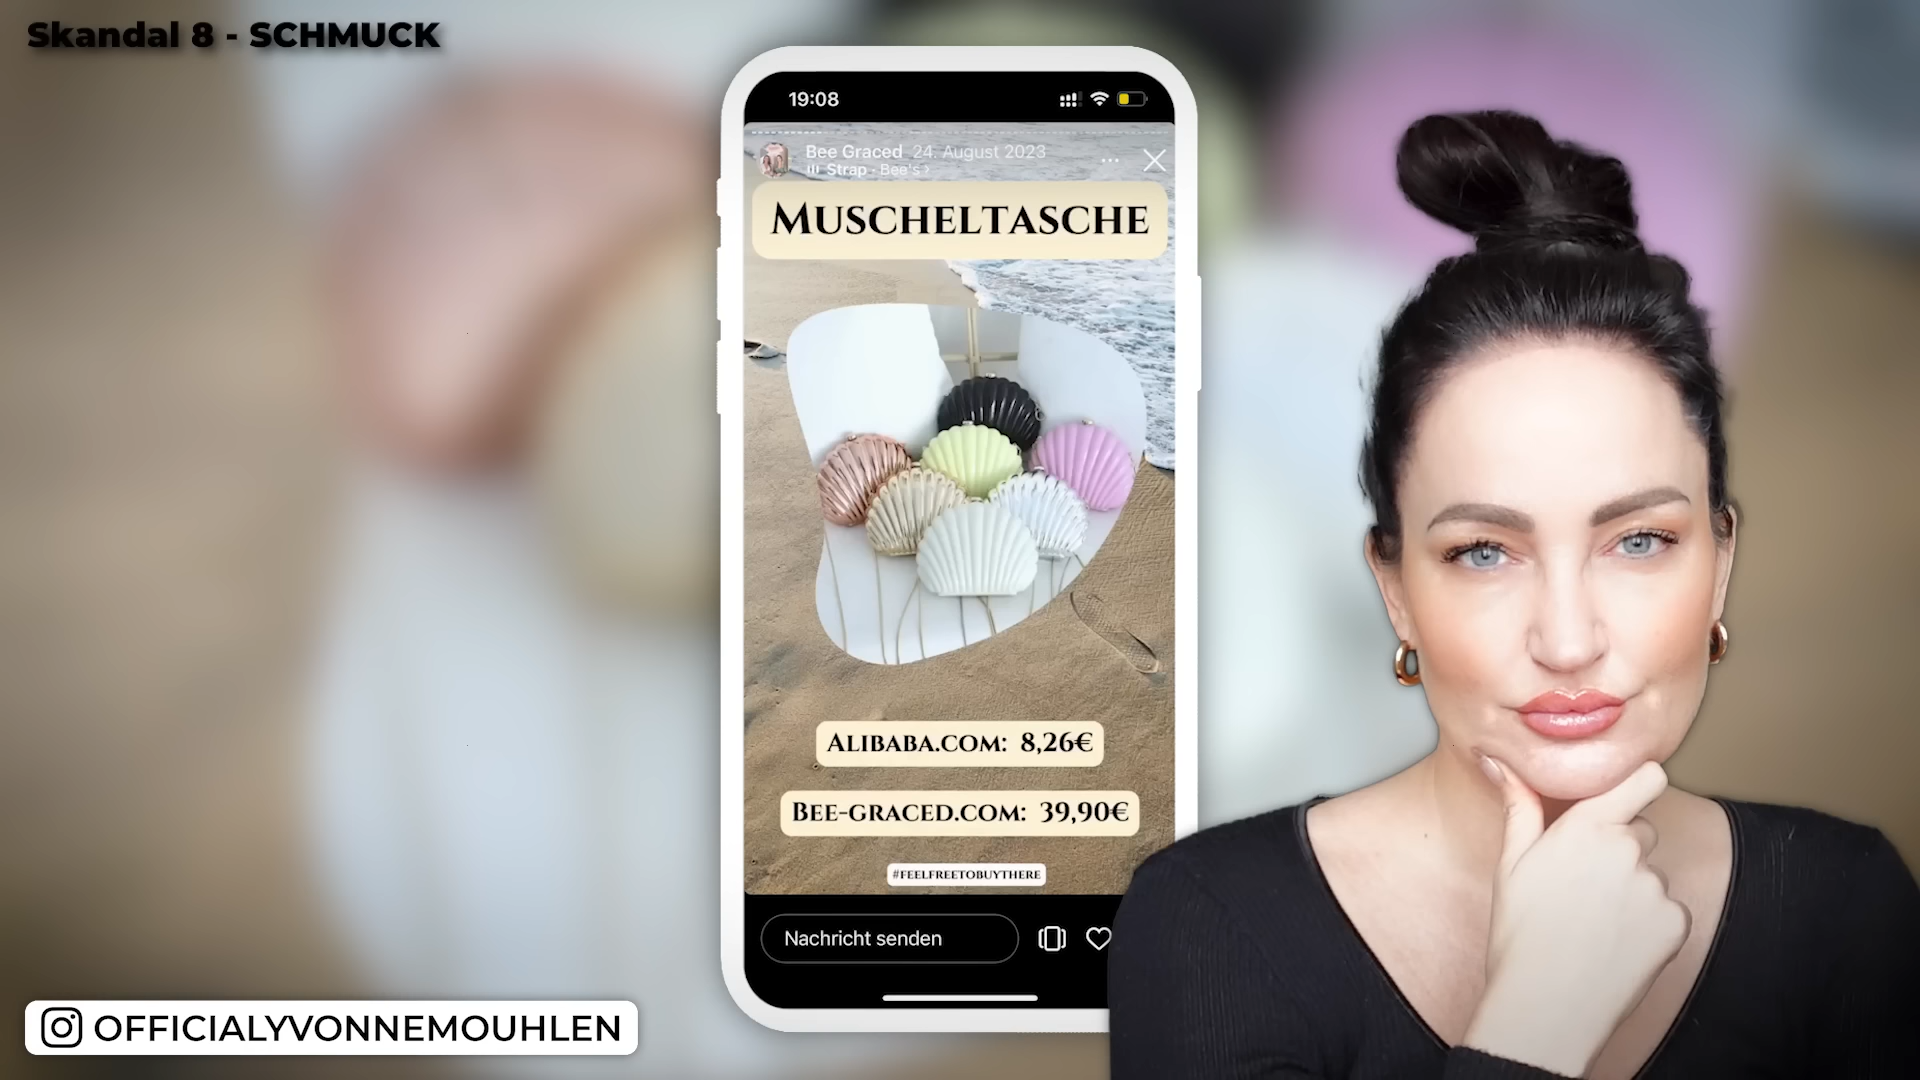 Skandal 8 - SCHMUCK
19:08
Bee Graced 24. August 2023
Strap · Bee's ›
MUSCHELTASCHE
ALIBABA.COM: 8,26€
BEE-GRACED.COM: 39,90€
#FEELFREETOBUYTHERE
Nachricht senden
OFFICIALYVONNEMOUHLEN